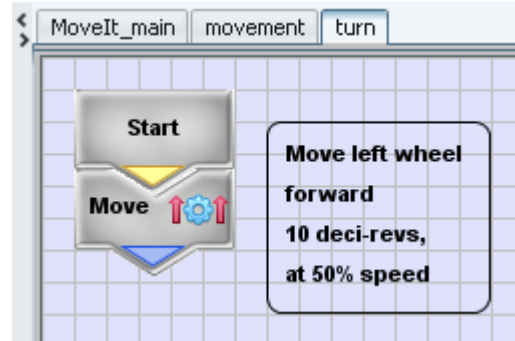 MoveIt_main movement turn
Start
Move
Move left wheel
forward
10 deci-revs,
at 50% speed